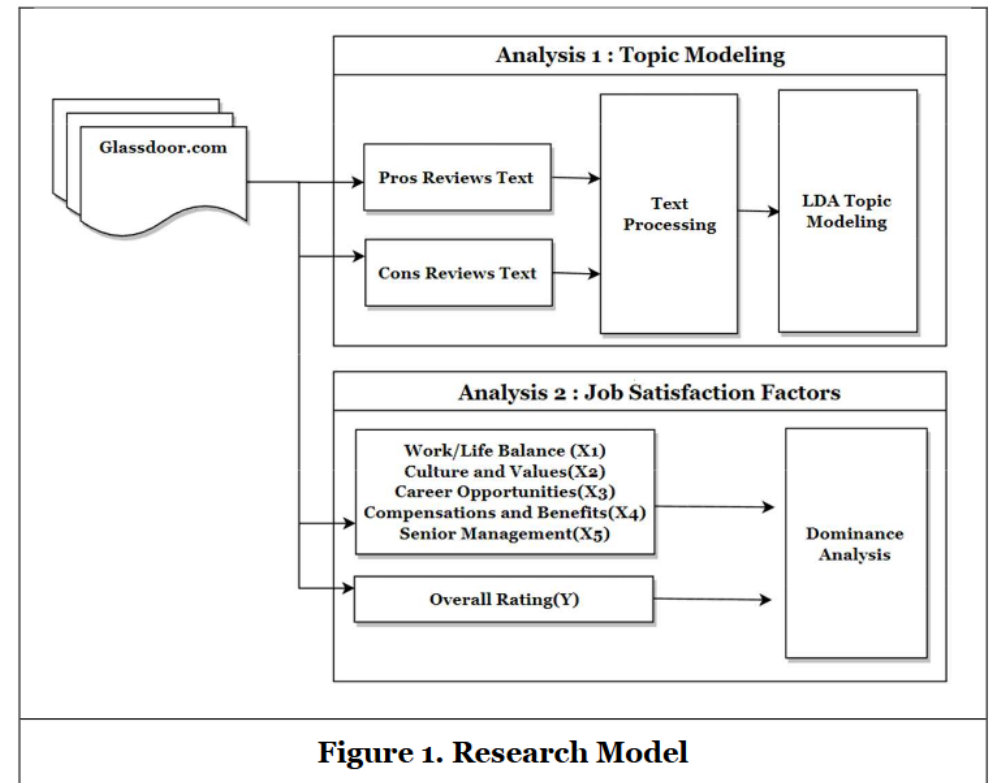 Analysis 1 : Topic Modeling
Glassdoor.com
Pros Reviews Text
Cons Reviews Text
Text
Processing
LDA Topic
Modeling
Analysis 2 : Job Satisfaction Factors
Work/Life Balance (X1)
Culture and Values(X2)
Career Opportunities(X3)
Compensations and Benefits(X4)
Senior Management(X5)
Overall Rating(Y)
Dominance
Analysis
Figure 1. Research Model